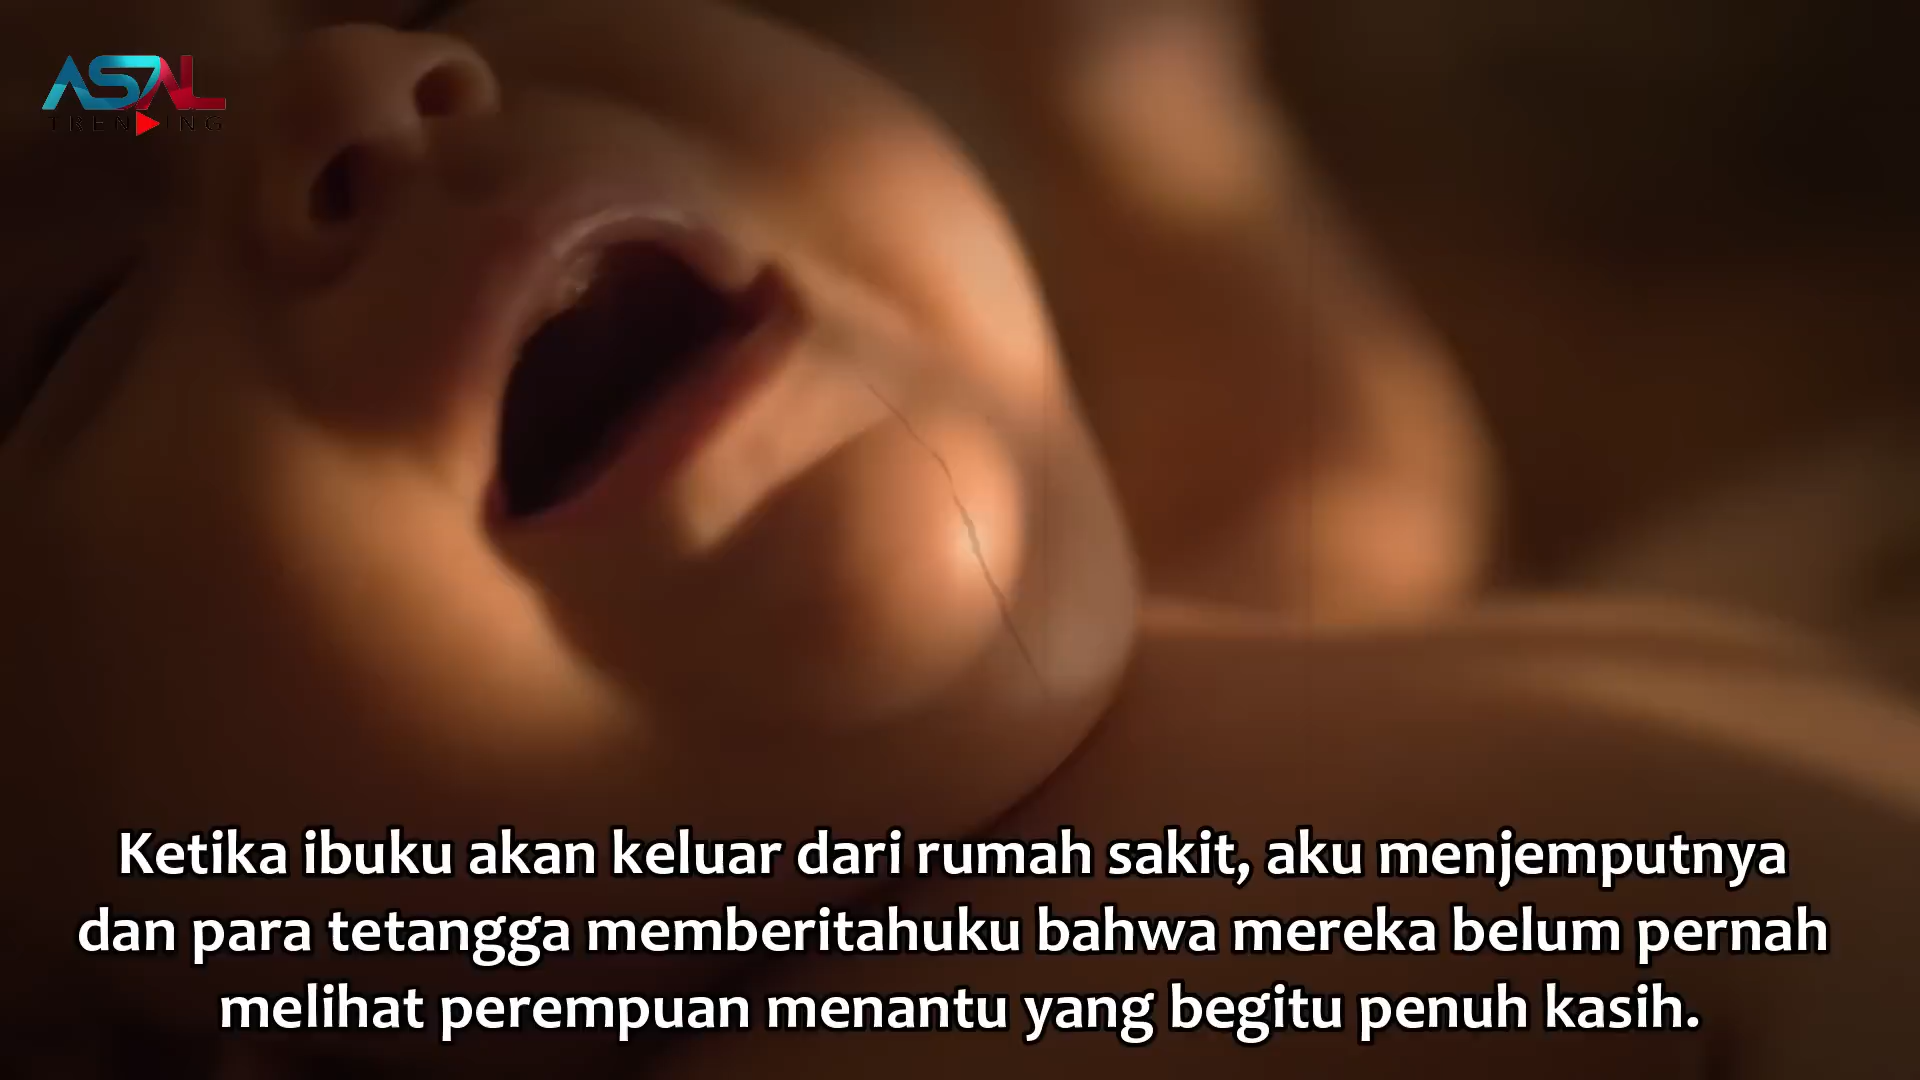 ASAL
TRENDING
Ketika ibuku akan keluar dari rumah sakit, aku menjemputnya
dan para tetangga memberitahuku bahwa mereka belum pernah
melihat perempuan menantu yang begitu penuh kasih.